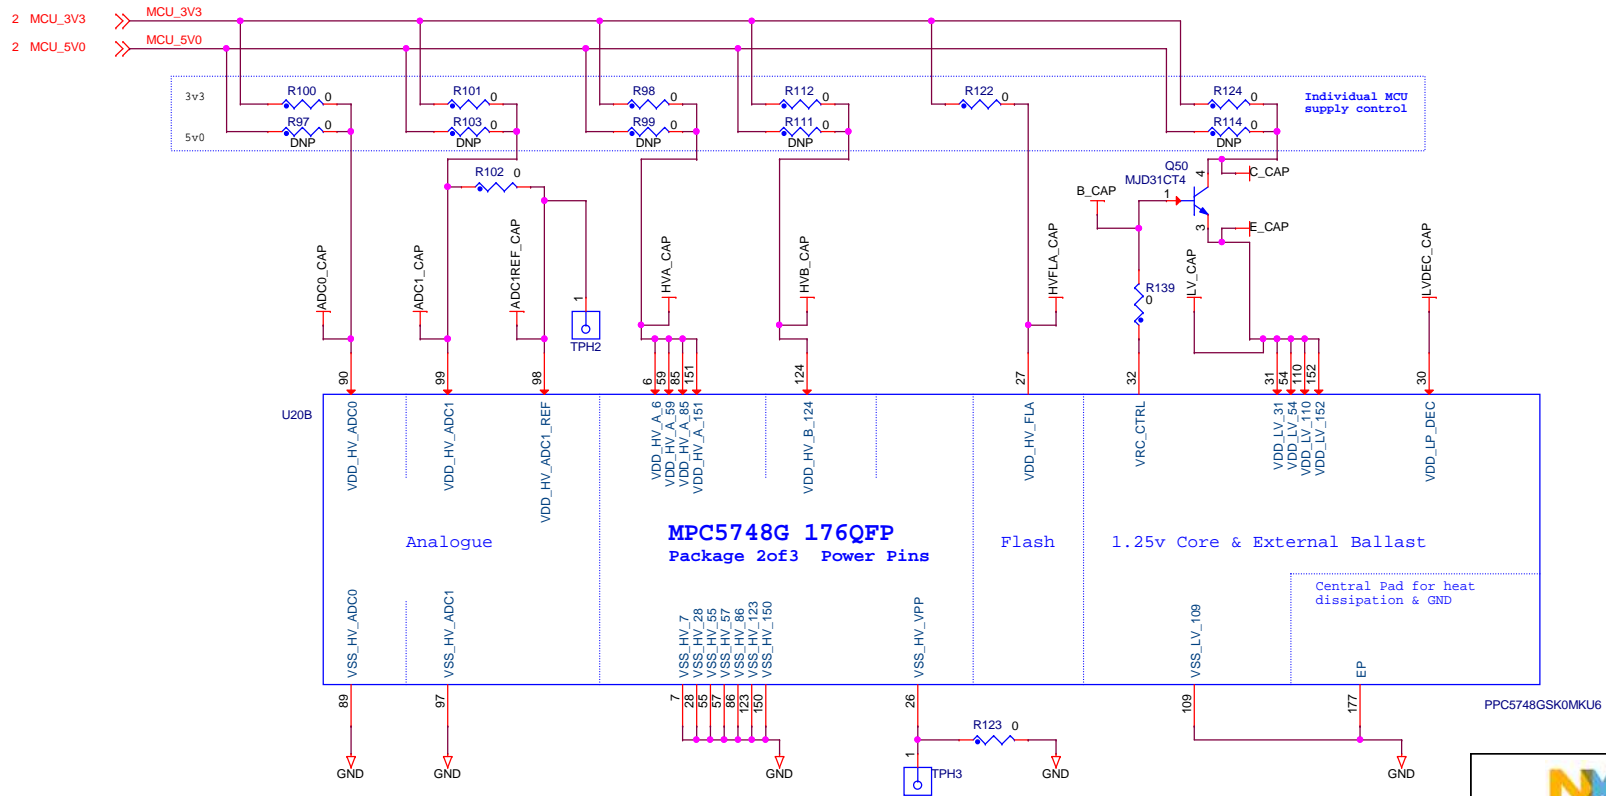 2 MCU_3V3 MCU_3V3
2 MCU_5V0 MCU_5V0
3v3 R100 0 R101 0 R98 0 R112 0 R122 0 R124 0 Individual MCU
supply control
5v0 R97 0 R103 0 R99 0 R111 0 R114 0
DNP DNP DNP DNP DNP
R102 0
Q50
MJD31CT4
1 4 3
B_CAP C_CAP E_CAP
ADC0_CAP ADC1_CAP ADC1REF_CAP HVA_CAP HVB_CAP HVFLA_CAP LV_CAP LVDEC_CAP
R139
0
1
TPH2
90 99 98 6 59 85 151 124 27 32 31 54 110 152 30
U20B
VDD_HV_ADC0
VDD_HV_ADC1
VDD_HV_ADC1_REF
VDD_HV_A_6
VDD_HV_A_59
VDD_HV_A_85
VDD_HV_A_151
VDD_HV_B_124
VDD_HV_FLA
VRC_CTRL
VDD_LV_31
VDD_LV_54
VDD_LV_110
VDD_LV_152
VDD_LP_DEC
Analogue
MPC5748G 176QFP
Package 2of3 Power Pins
Flash
1.25v Core & External Ballast
Central Pad for heat
dissipation & GND
VSS_HV_ADC0
VSS_HV_ADC1
VSS_HV_7
VSS_HV_28
VSS_HV_55
VSS_HV_57
VSS_HV_86
VSS_HV_123
VSS_HV_150
VSS_HV_VPP
VSS_LV_109
EP
89 97 7 28 55 57 86 123 150 26 109 177
PPC5748GSK0MKU6
R123 0
1
TPH3
GND GND GND GND GND